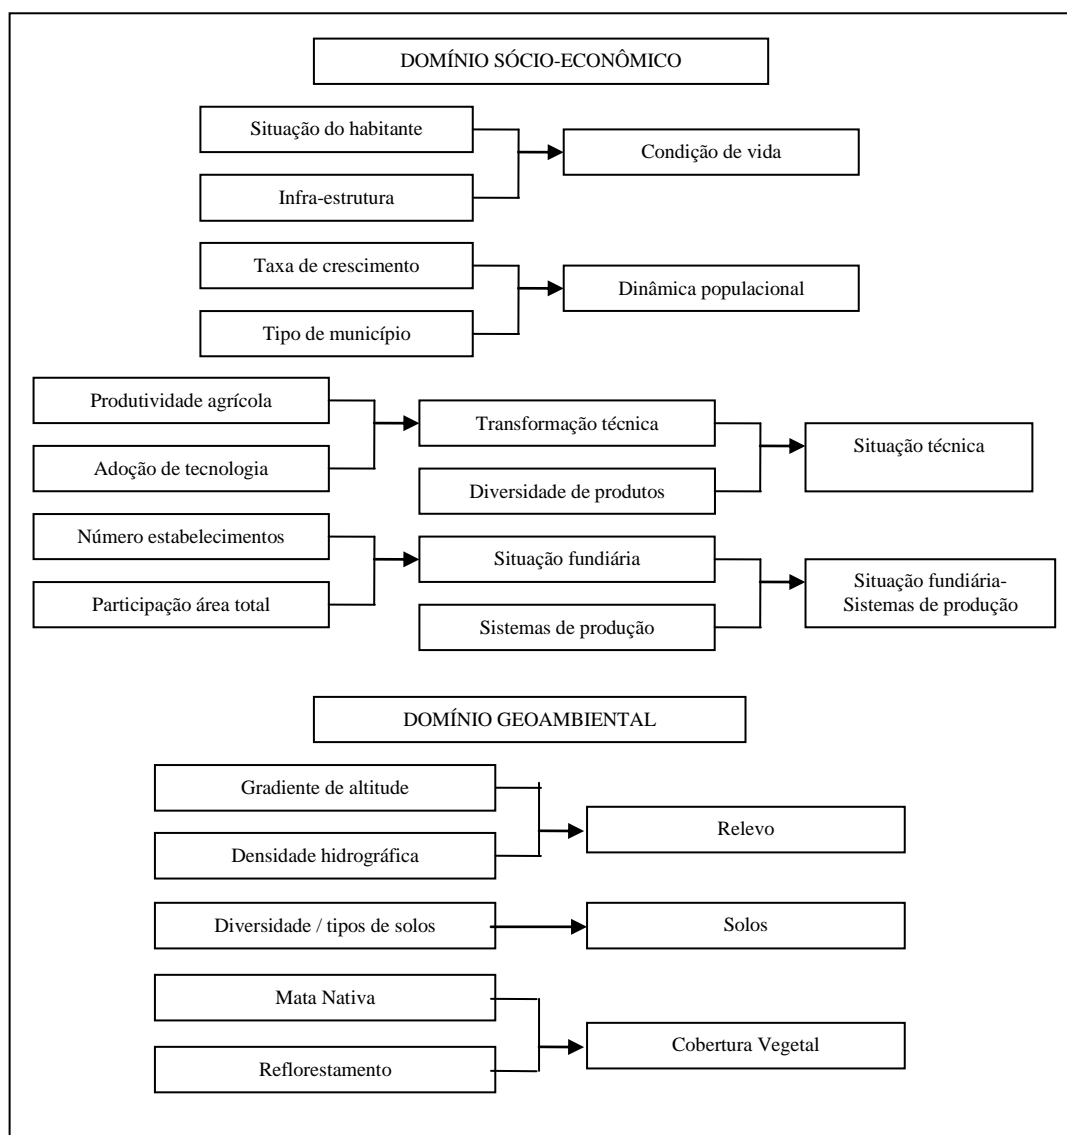 DOMÍNIO SÓCIO-ECONÔMICO
Situação do habitante
Condição de vida
Infra-estrutura
Taxa de crescimento
Dinâmica populacional
Tipo de município
Produtividade agrícola
Transformação técnica
Situação técnica
Adoção de tecnologia
Diversidade de produtos
Número estabelecimentos
Situação fundiária
Situação fundiária-
Sistemas de produção
Participação área total
Sistemas de produção
DOMÍNIO GEOAMBIENTAL
Gradiente de altitude
Relevo
Densidade hidrográfica
Diversidade / tipos de solos
Solos
Mata Nativa
Cobertura Vegetal
Reflorestamento